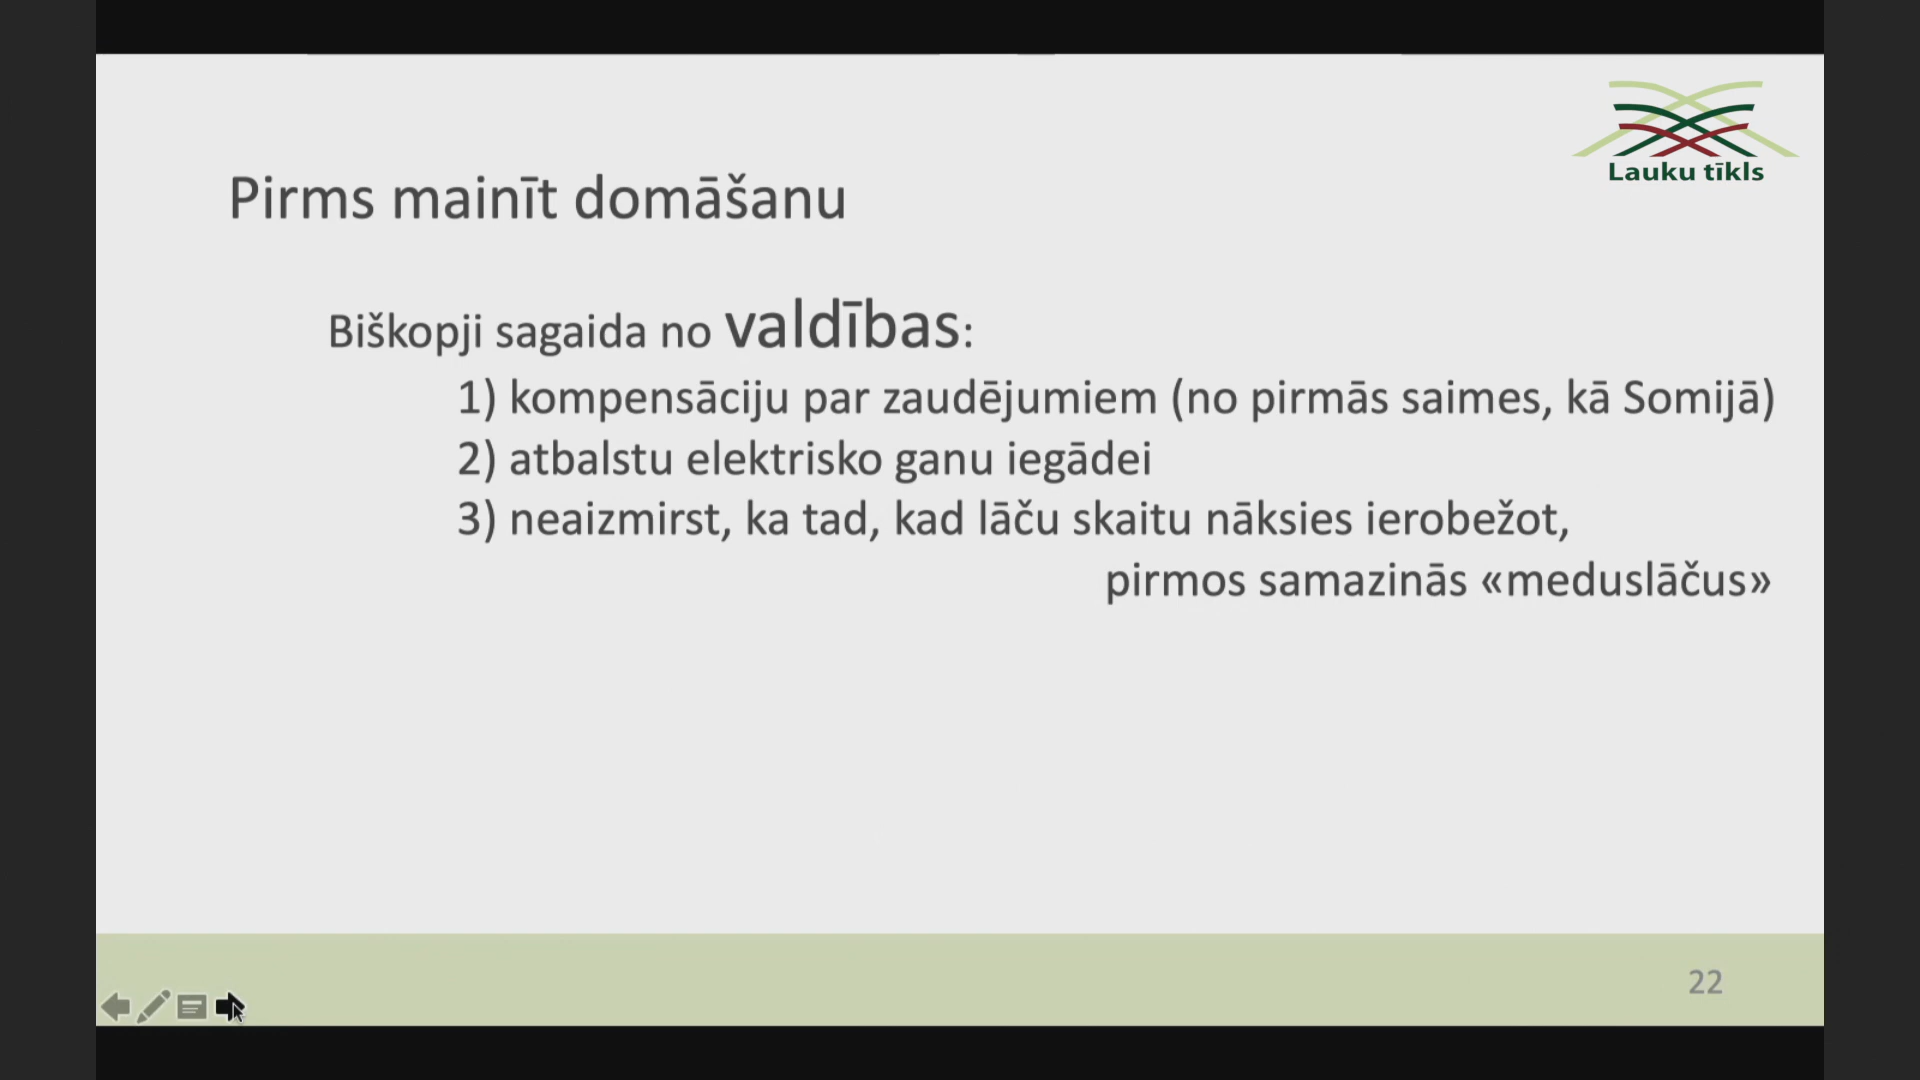 Lauku tīkls
Pirms mainīt domāšanu
Biškopji sagaida no valdības:
1) kompensāciju par zaudējumiem (no pirmās saimes, kā Somijā)
2) atbalstu elektrisko ganu iegādei
3) neaizmirst, ka tad, kad lāču skaitu nāksies ierobežot,
pirmos samazinās «meduslāčus»
22